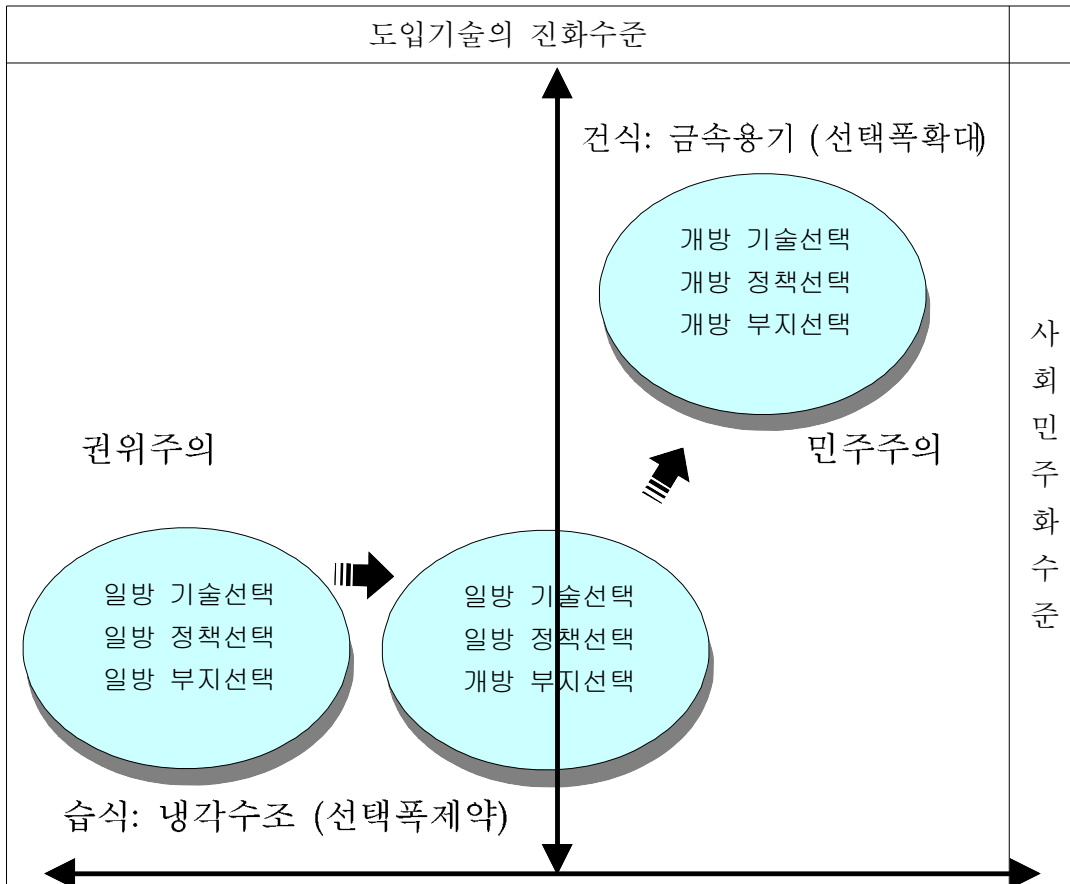 도입기술의 진화수준
건식: 금속용기 (선택폭확대)
개방 기술선택
개방 정책선택
개방 부지선택
사
회
민
주
화
수
준
권위주의
민주주의
일방 기술선택
일방 정책선택
일방 부지선택
일방 기술선택
일방 정책선택
개방 부지선택
습식: 냉각수조 (선택폭제약)